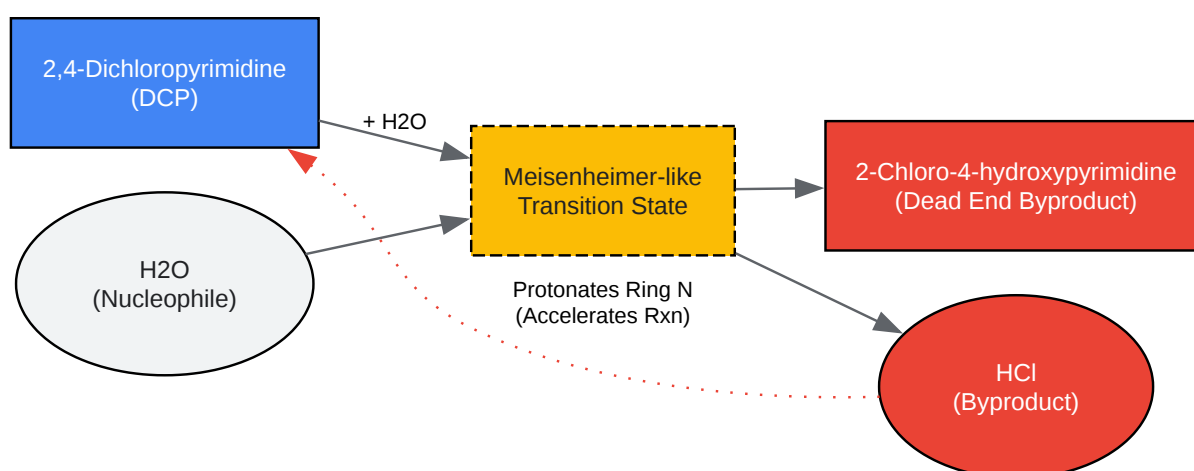 2,4-Dichloropyrimidine
(DCP)
+ H2O
Meisenheimer-like
Transition State
2-Chloro-4-hydroxypyrimidine
(Dead End Byproduct)
H2O
(Nucleophile)
Protonates Ring N
(Accelerates Rxn)
HCl
(Byproduct)